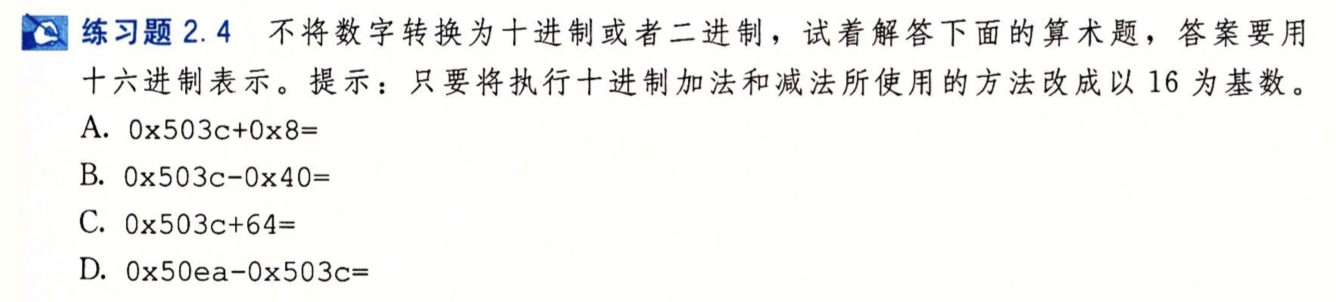 练习题 2.4 不将数字转换为十进制或者二进制，试着解答下面的算术题，答案要用
十六进制表示。提示：只要将执行十进制加法和减法所使用的方法改成以 16 为基数。
A. 0x503c+0x8=
B. 0x503c-0x40=
C. 0x503c+64=
D. 0x50ea-0x503c=